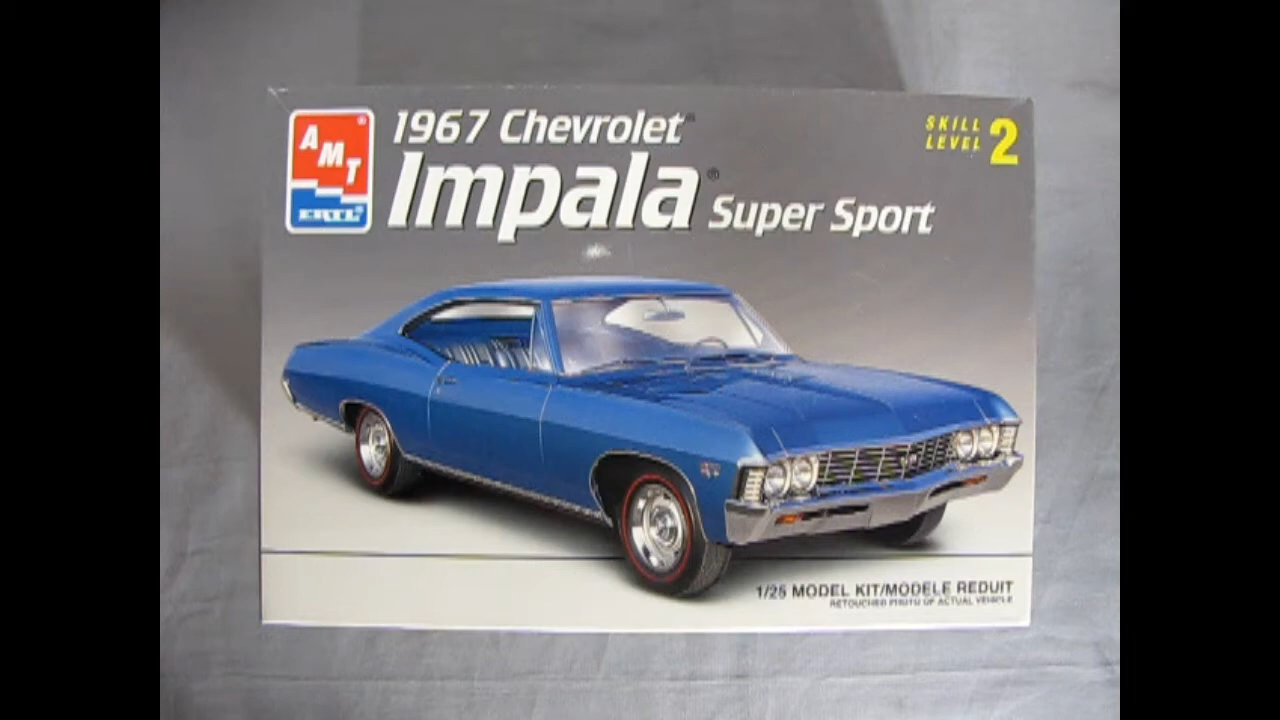 AMT
ERTL®
1967 Chevrolet®
Impala®
Super Sport
SKILL
LEVEL 2
1/25 MODEL KIT/MODELE REDUIT
RETOUCHED PHOTO OF ACTUAL VEHICLE